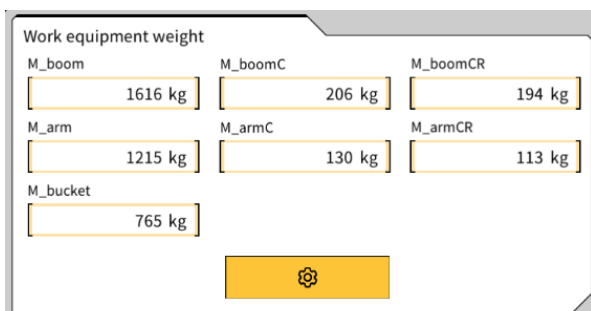 Work equipment weight
M_boom M_boomC M_boomCR
1616 kg 206 kg 194 kg
M_arm M_armC M_armCR
1215 kg 130 kg 113 kg
M_bucket
765 kg